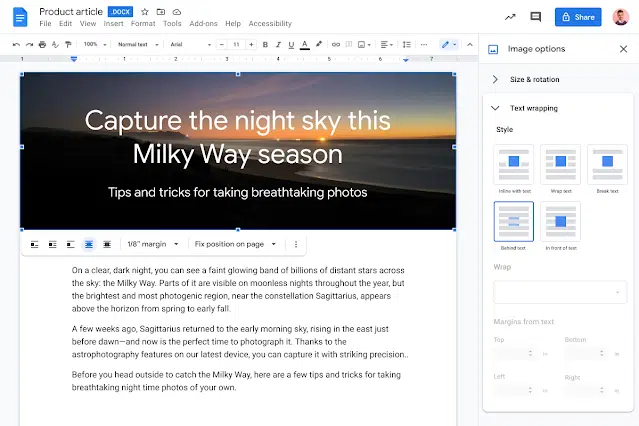 Product article .DOCX
File Edit View Insert Format Tools Add-ons Help Accessibility
Share
100% Normal text Arial 11 B I U A
1 1 2 3 4 5 6 7
Capture the night sky this
Milky Way season
Tips and tricks for taking breathtaking photos
1/8" margin Fix position on page
On a clear, dark night, you can see a faint glowing band of billions of distant stars across
the sky: the Milky Way. Parts of it are visible on moonless nights throughout the year, but
the brightest and most photogenic region, near the constellation Sagittarius, appears
above the horizon from spring to early fall.
A few weeks ago, Sagittarius returned to the early morning sky, rising in the east just
before dawn—and now is the perfect time to photograph it. Thanks to the
astrophotography features on our latest device, you can capture it with striking precision..
Before you head outside to catch the Milky Way, here are a few tips and tricks for taking
breathtaking night time photos of your own.
Image options
Size & rotation
Text wrapping
Style
Inline with text Wrap text Break text
Behind text In front of text
Wrap
Margins from text
Top Bottom
Left Right